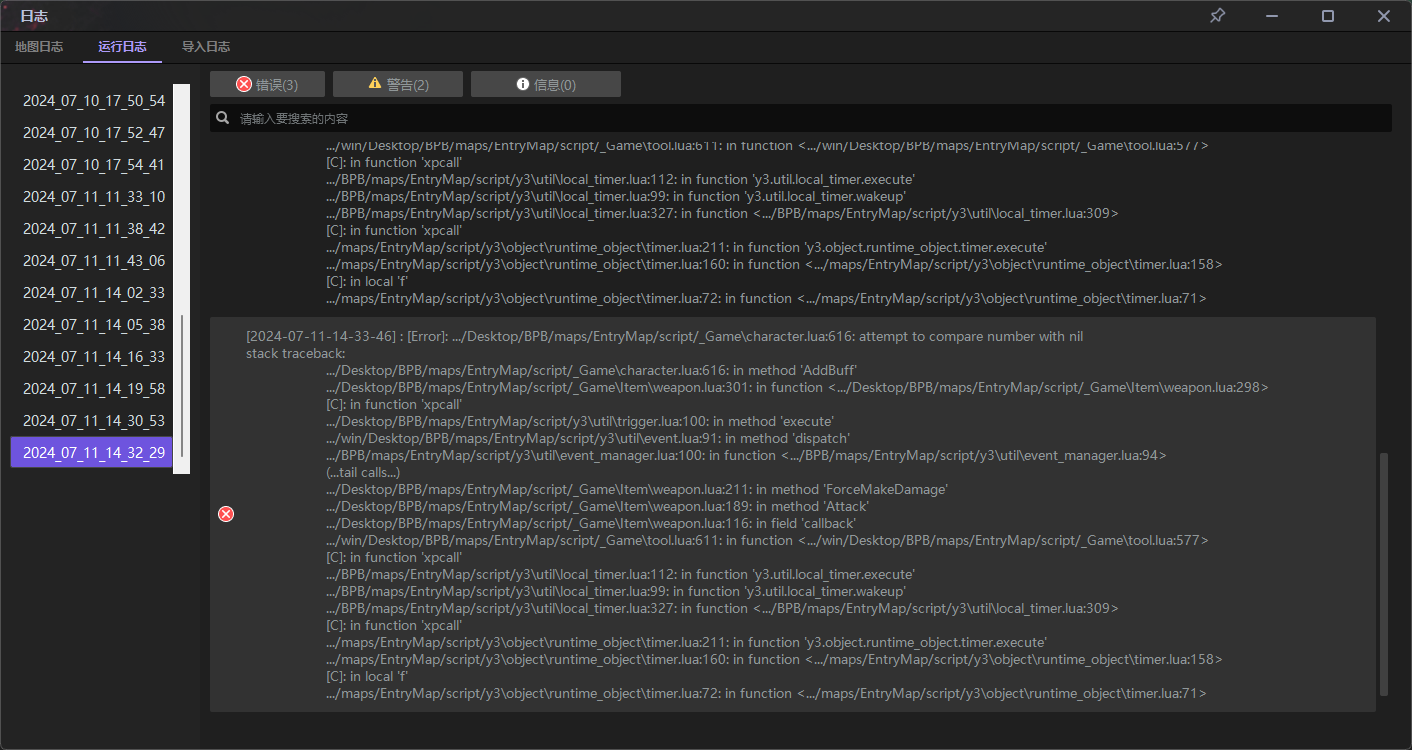 日志
地图日志 运行日志 导入日志
错误(3) 警告(2) 信息(0)
请输入要搜索的内容
2024_07_10_17_50_54
2024_07_10_17_52_47
2024_07_10_17_54_41
2024_07_11_11_33_10
2024_07_11_11_38_42
2024_07_11_11_43_06
2024_07_11_14_02_33
2024_07_11_14_05_38
2024_07_11_14_16_33
2024_07_11_14_19_58
2024_07_11_14_30_53
2024_07_11_14_32_29
.../win/Desktop/BPB/maps/EntryMap/script/_Game\tool.lua:611: in function <.../win/Desktop/BPB/maps/EntryMap/script/_Game\tool.lua:577>
[C]: in function 'xpcall'
.../BPB/maps/EntryMap/script/y3\util\local_timer.lua:112: in function 'y3.util.local_timer.execute'
.../BPB/maps/EntryMap/script/y3\util\local_timer.lua:99: in function 'y3.util.local_timer.wakeup'
.../BPB/maps/EntryMap/script/y3\util\local_timer.lua:327: in function <.../BPB/maps/EntryMap/script/y3\util\local_timer.lua:309>
[C]: in function 'xpcall'
.../maps/EntryMap/script/y3\object\runtime_object\timer.lua:211: in function 'y3.object.runtime_object.timer.execute'
.../maps/EntryMap/script/y3\object\runtime_object\timer.lua:160: in function <.../maps/EntryMap/script/y3\object\runtime_object\timer.lua:158>
[C]: in local 'f'
.../maps/EntryMap/script/y3\object\runtime_object\timer.lua:72: in function <.../maps/EntryMap/script/y3\object\runtime_object\timer.lua:71>
[2024-07-11-14-33-46] : [Error]: .../Desktop/BPB/maps/EntryMap/script/_Game\character.lua:616: attempt to compare number with nil
stack traceback:
.../Desktop/BPB/maps/EntryMap/script/_Game\character.lua:616: in method 'AddBuff'
.../Desktop/BPB/maps/EntryMap/script/_Game\Item\weapon.lua:301: in function <.../Desktop/BPB/maps/EntryMap/script/_Game\Item\weapon.lua:298>
[C]: in function 'xpcall'
.../Desktop/BPB/maps/EntryMap/script/y3\util\trigger.lua:100: in method 'execute'
.../win/Desktop/BPB/maps/EntryMap/script/y3\util\event.lua:91: in method 'dispatch'
.../BPB/maps/EntryMap/script/y3\util\event_manager.lua:100: in function <.../BPB/maps/EntryMap/script/y3\util\event_manager.lua:94>
(...tail calls...)
.../Desktop/BPB/maps/EntryMap/script/_Game\Item\weapon.lua:211: in method 'ForceMakeDamage'
.../Desktop/BPB/maps/EntryMap/script/_Game\Item\weapon.lua:189: in method 'Attack'
.../Desktop/BPB/maps/EntryMap/script/_Game\Item\weapon.lua:116: in field 'callback'
.../win/Desktop/BPB/maps/EntryMap/script/_Game\tool.lua:611: in function <.../win/Desktop/BPB/maps/EntryMap/script/_Game\tool.lua:577>
[C]: in function 'xpcall'
.../BPB/maps/EntryMap/script/y3\util\local_timer.lua:112: in function 'y3.util.local_timer.execute'
.../BPB/maps/EntryMap/script/y3\util\local_timer.lua:99: in function 'y3.util.local_timer.wakeup'
.../BPB/maps/EntryMap/script/y3\util\local_timer.lua:327: in function <.../BPB/maps/EntryMap/script/y3\util\local_timer.lua:309>
[C]: in function 'xpcall'
.../maps/EntryMap/script/y3\object\runtime_object\timer.lua:211: in function 'y3.object.runtime_object.timer.execute'
.../maps/EntryMap/script/y3\object\runtime_object\timer.lua:160: in function <.../maps/EntryMap/script/y3\object\runtime_object\timer.lua:158>
[C]: in local 'f'
.../maps/EntryMap/script/y3\object\runtime_object\timer.lua:72: in function <.../maps/EntryMap/script/y3\object\runtime_object\timer.lua:71>